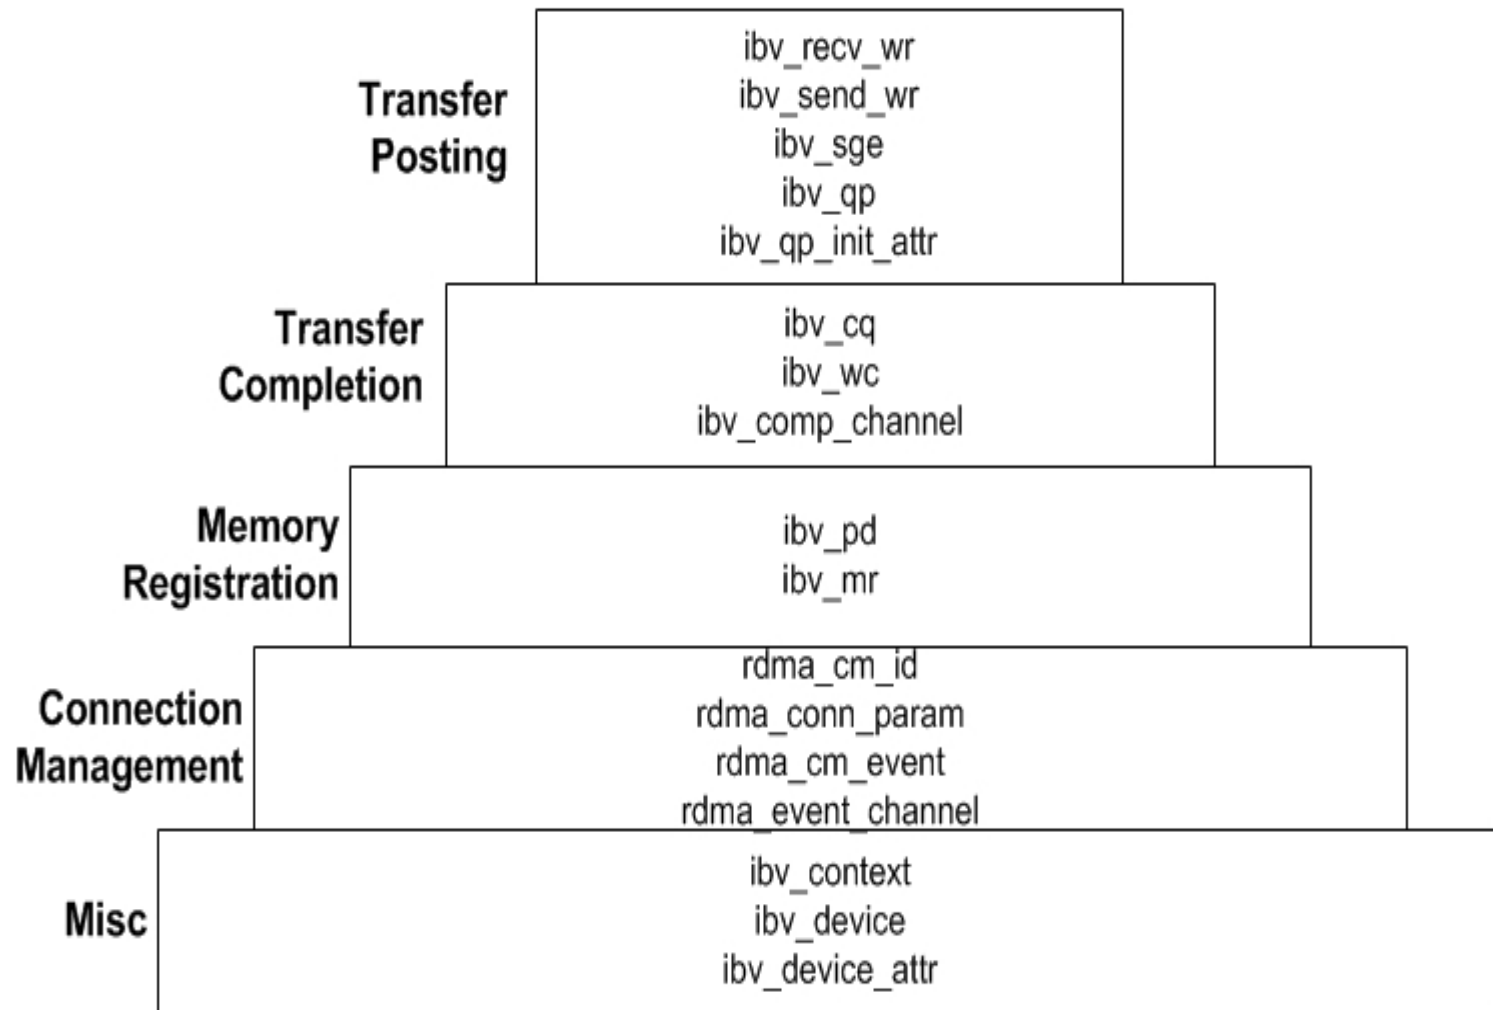 Transfer
Posting
ibv_recv_wr
ibv_send_wr
ibv_sge
ibv_qp
ibv_qp_init_attr
Transfer
Completion
ibv_cq
ibv_wc
ibv_comp_channel
Memory
Registration
ibv_pd
ibv_mr
Connection
Management
rdma_cm_id
rdma_conn_param
rdma_cm_event
rdma_event_channel
Misc
ibv_context
ibv_device
ibv_device_attr